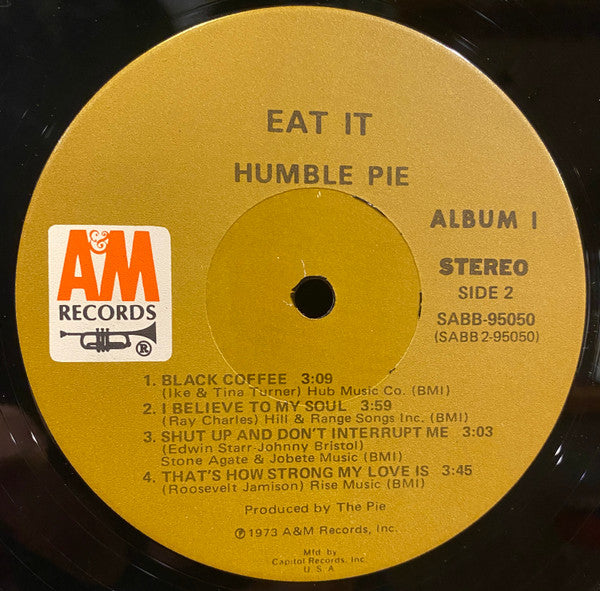 EAT IT
HUMBLE PIE
ALBUM I
A&M
RECORDS
®
STEREO
SIDE 2
SABB-95050
(SABB 2-95050)
1. BLACK COFFEE 3:09
(Ike & Tina Turner) Hub Music Co. (BMI)
2. I BELIEVE TO MY SOUL 3:59
(Ray Charles) Hill & Range Songs Inc. (BMI)
3. SHUT UP AND DON'T INTERRUPT ME 3:03
(Edwin Starr-Johnny Bristol)
Stone Agate & Jobete Music (BMI)
4. THAT'S HOW STRONG MY LOVE IS 3:45
(Roosevelt Jamison) Rise Music (BMI)
Produced by The Pie
℗1973 A&M Records, Inc.
Mfd by
Capitol Records, Inc.
U. S. A.